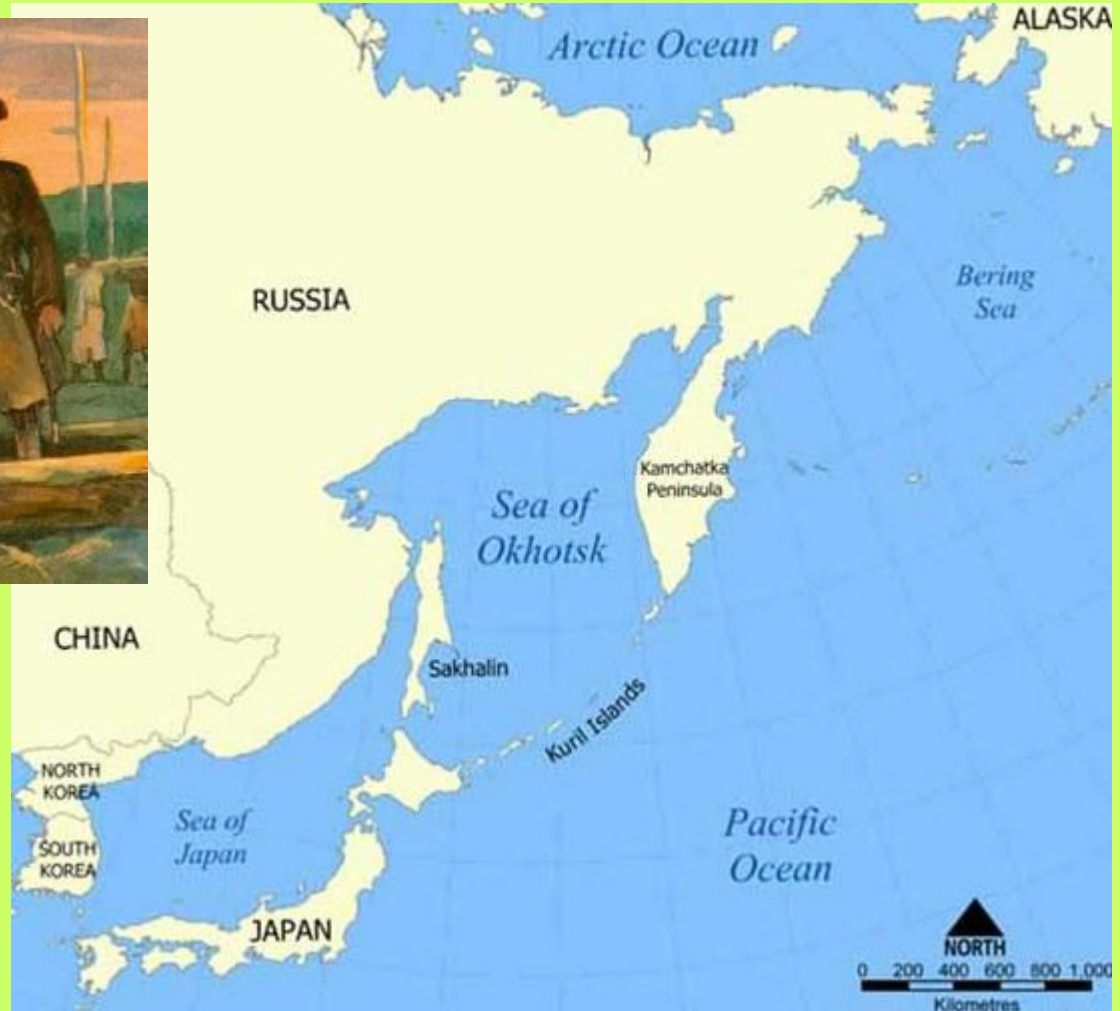 ALASKA
Arctic Ocean
RUSSIA
Bering
Sea
Kamchatka
Peninsula
Sea of
Okhotsk
CHINA
Sakhalin
Kuril Islands
NORTH
KOREA
SOUTH
KOREA
Sea of
Japan
JAPAN
Pacific
Ocean
NORTH
0 200 400 600 800 1,000
Kilometres